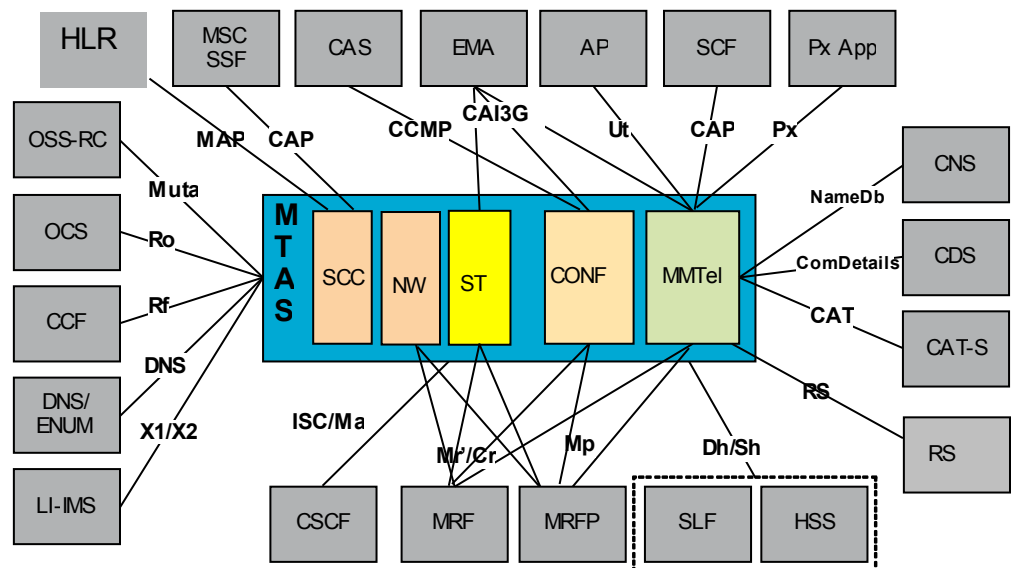 HLR
MSC
SSF
CAS
EMA
AP
SCF
Px App
OSS-RC
MAP
CAP
CCMP
CAI3G
Ut
CAP
Px
CNS
Muta
NameDb
OCS
Ro
M
T
A
S
SCC
NW
ST
CONF
MMTel
ComDetails
CDS
CCF
Rf
CAT
CAT-S
DNS
DNS/
ENUM
X1/X2
ISC/Ma
Mr'/Cr
Mp
Dh/Sh
RS
RS
LI-IMS
CSCF
MRF
MRFP
SLF
HSS